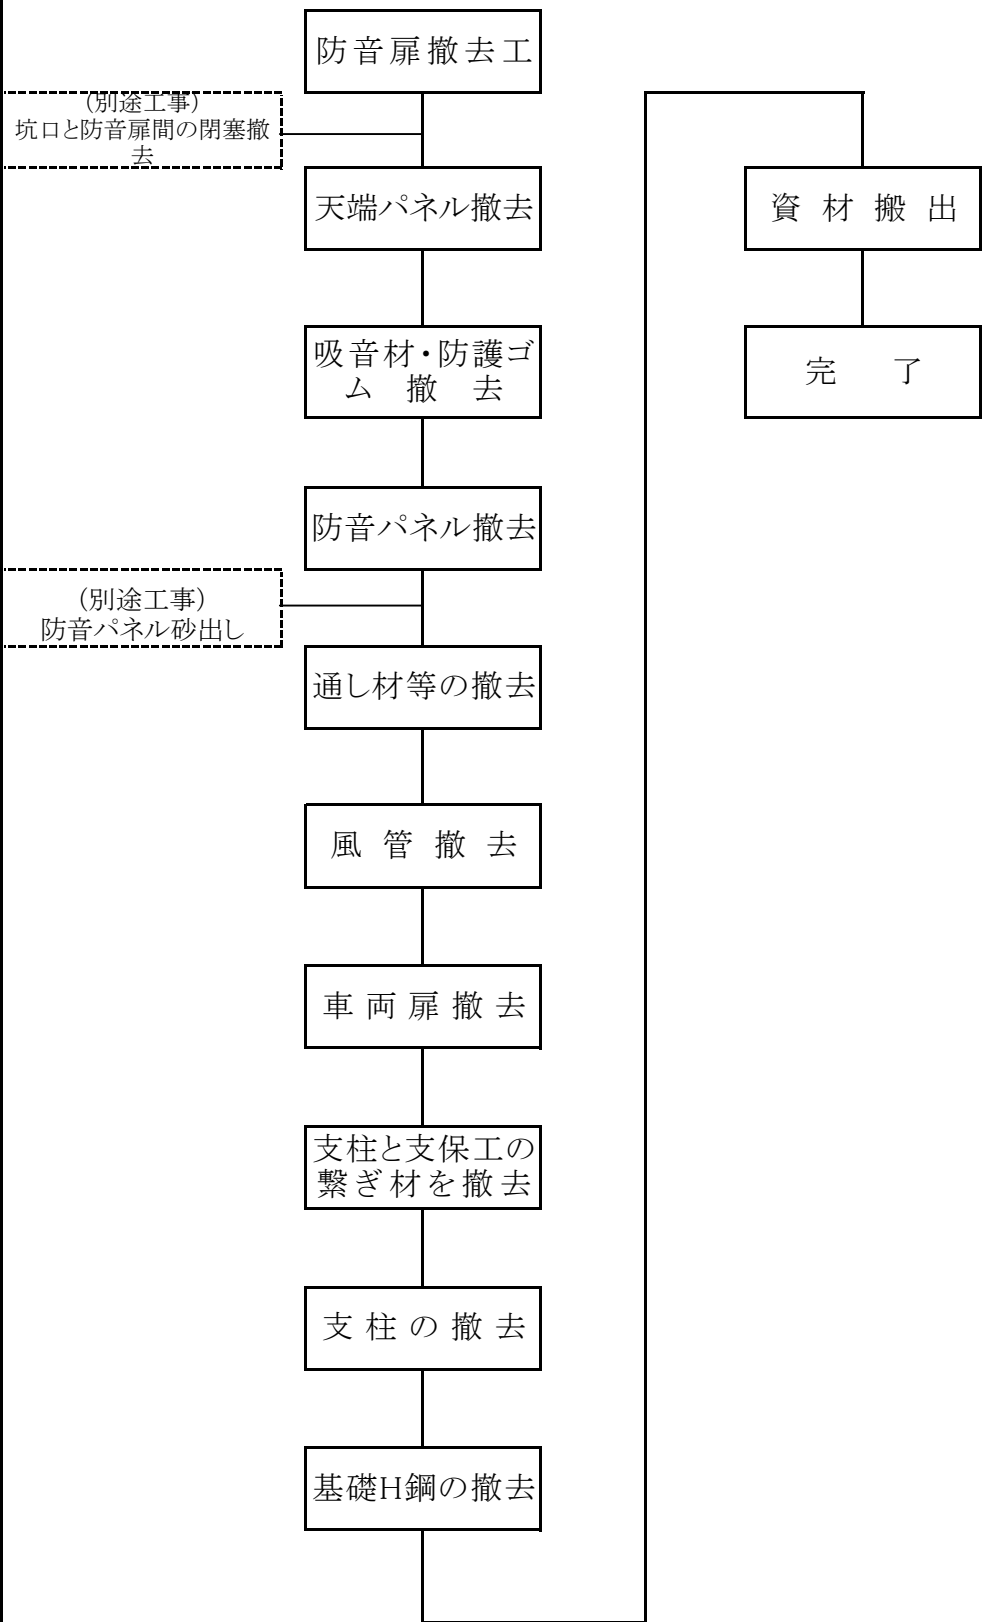 防音扉撤去工
(別途工事)
坑口と防音扉間の閉塞撤
去
天端パネル撤去
吸音材・防護ゴ
ム撤去
防音パネル撤去
(別途工事)
防音パネル砂出し
通し材等の撤去
風管撤去
車両扉撤去
支柱と支保工の
繋ぎ材を撤去
支柱の撤去
基礎H鋼の撤去
資材搬出
完了